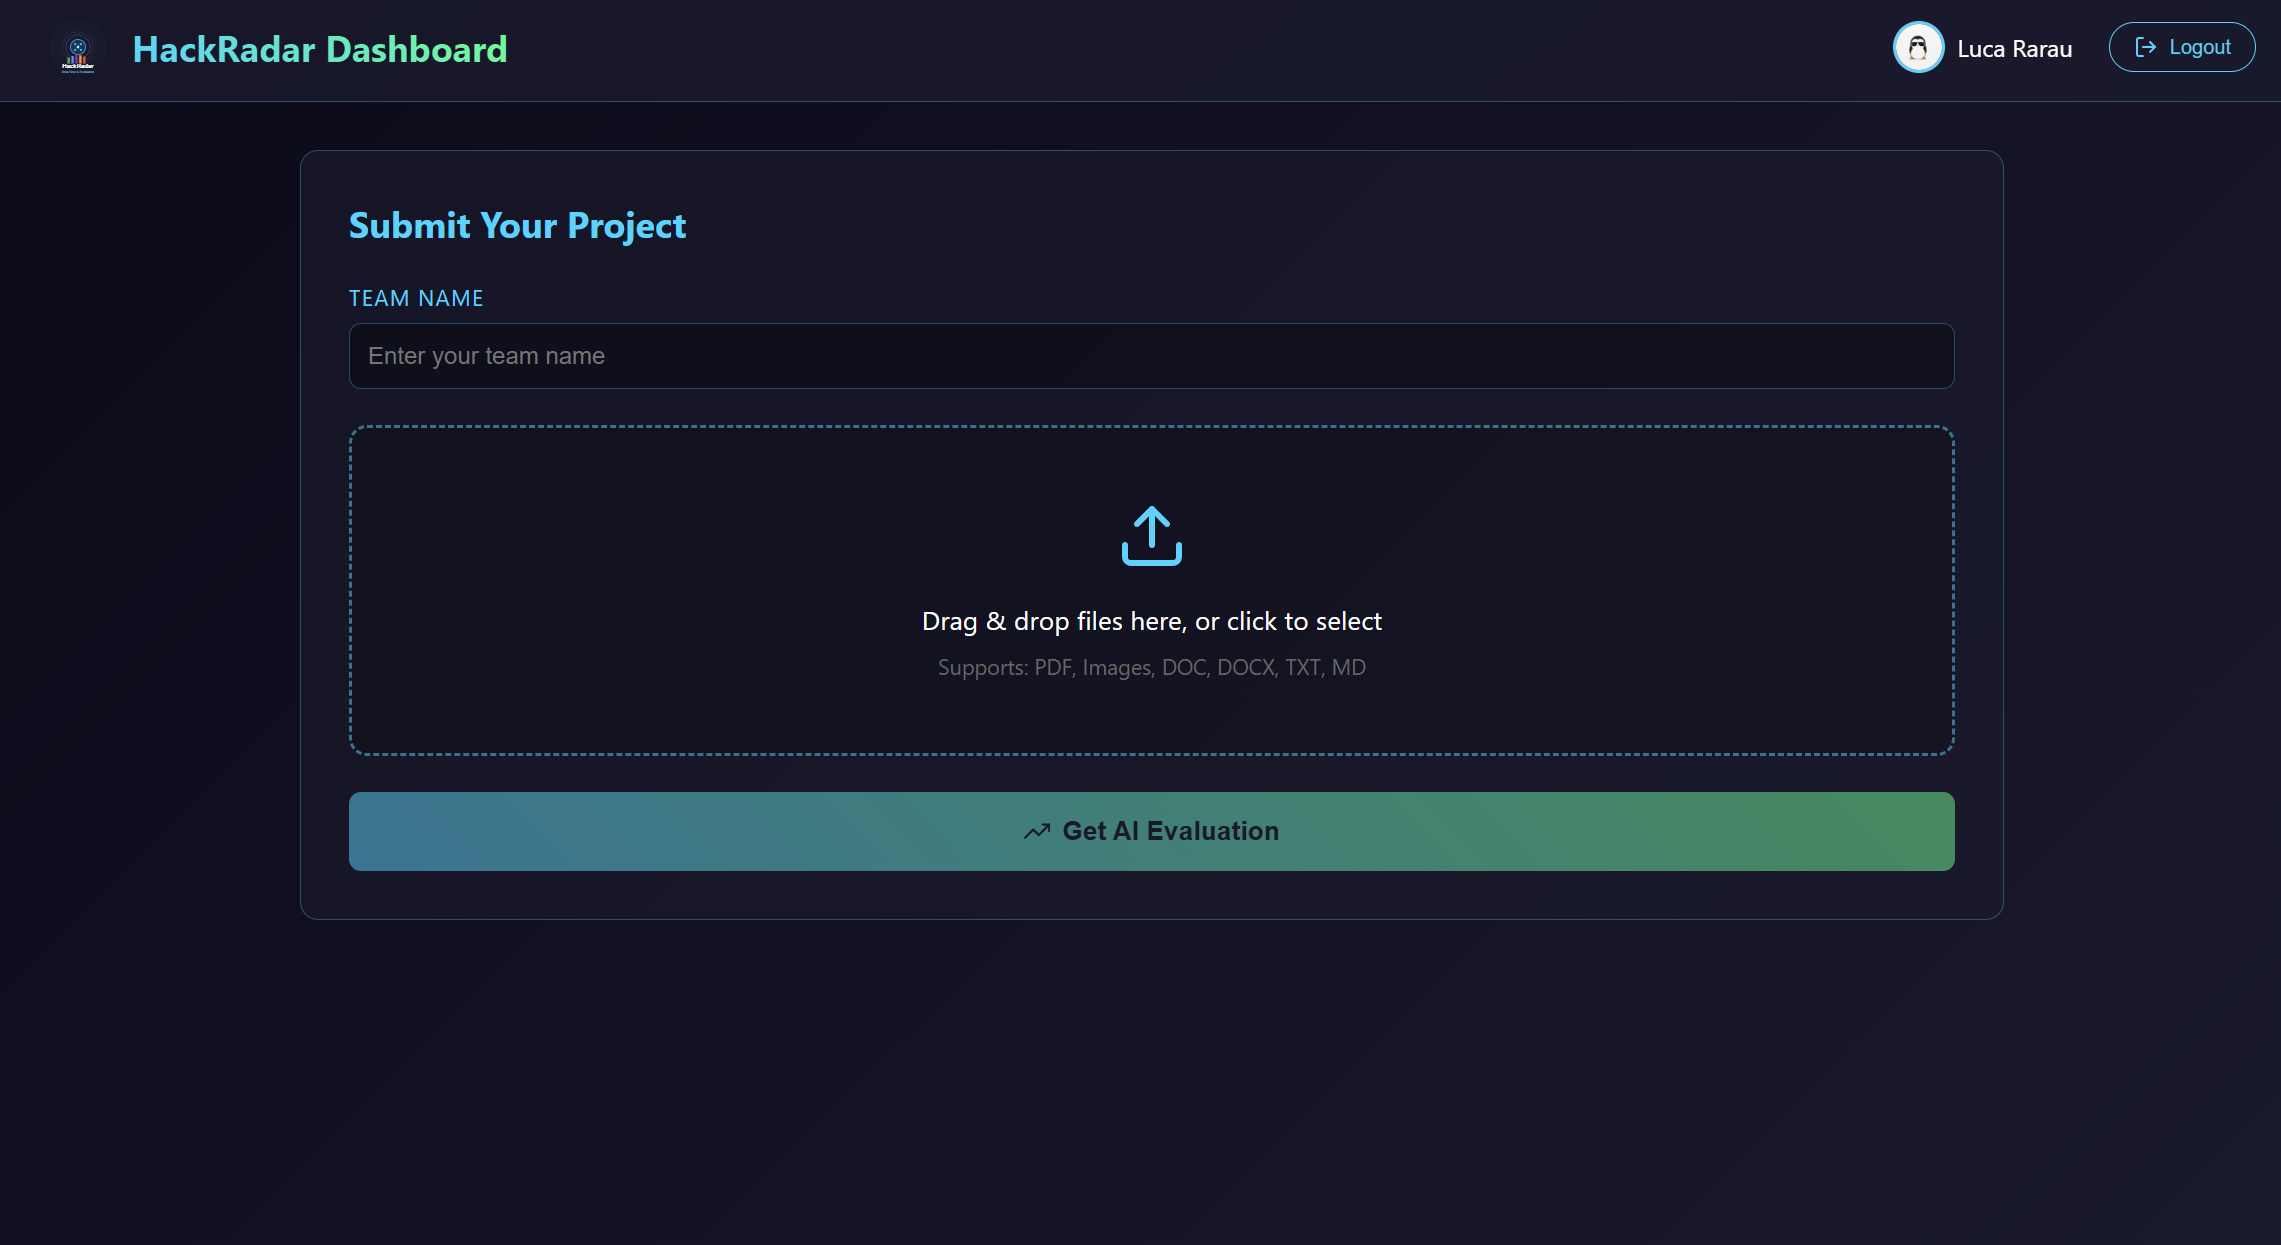 HackRadar
HackRadar Dashboard
Luca Rarau
Logout
Submit Your Project
TEAM NAME
Enter your team name
Drag & drop files here, or click to select
Supports: PDF, Images, DOC, DOCX, TXT, MD
Get AI Evaluation